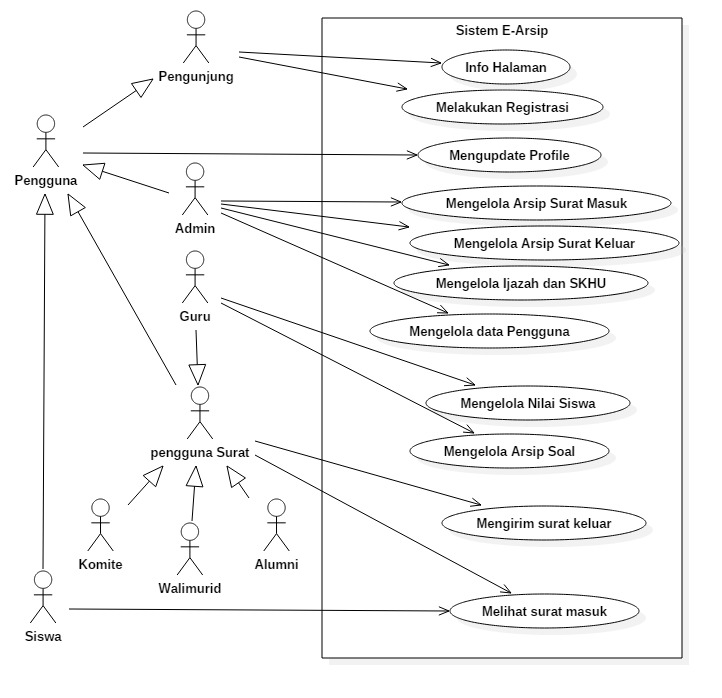 Sistem E-Arsip
Pengunjung
Info Halaman
Melakukan Registrasi
Pengguna
Mengupdate Profile
Admin
Mengelola Arsip Surat Masuk
Mengelola Arsip Surat Keluar
Mengelola Ijazah dan SKHU
Guru
Mengelola data Pengguna
Mengelola Nilai Siswa
pengguna Surat
Mengelola Arsip Soal
Mengirim surat keluar
Komite
Walimurid
Alumni
Melihat surat masuk
Siswa